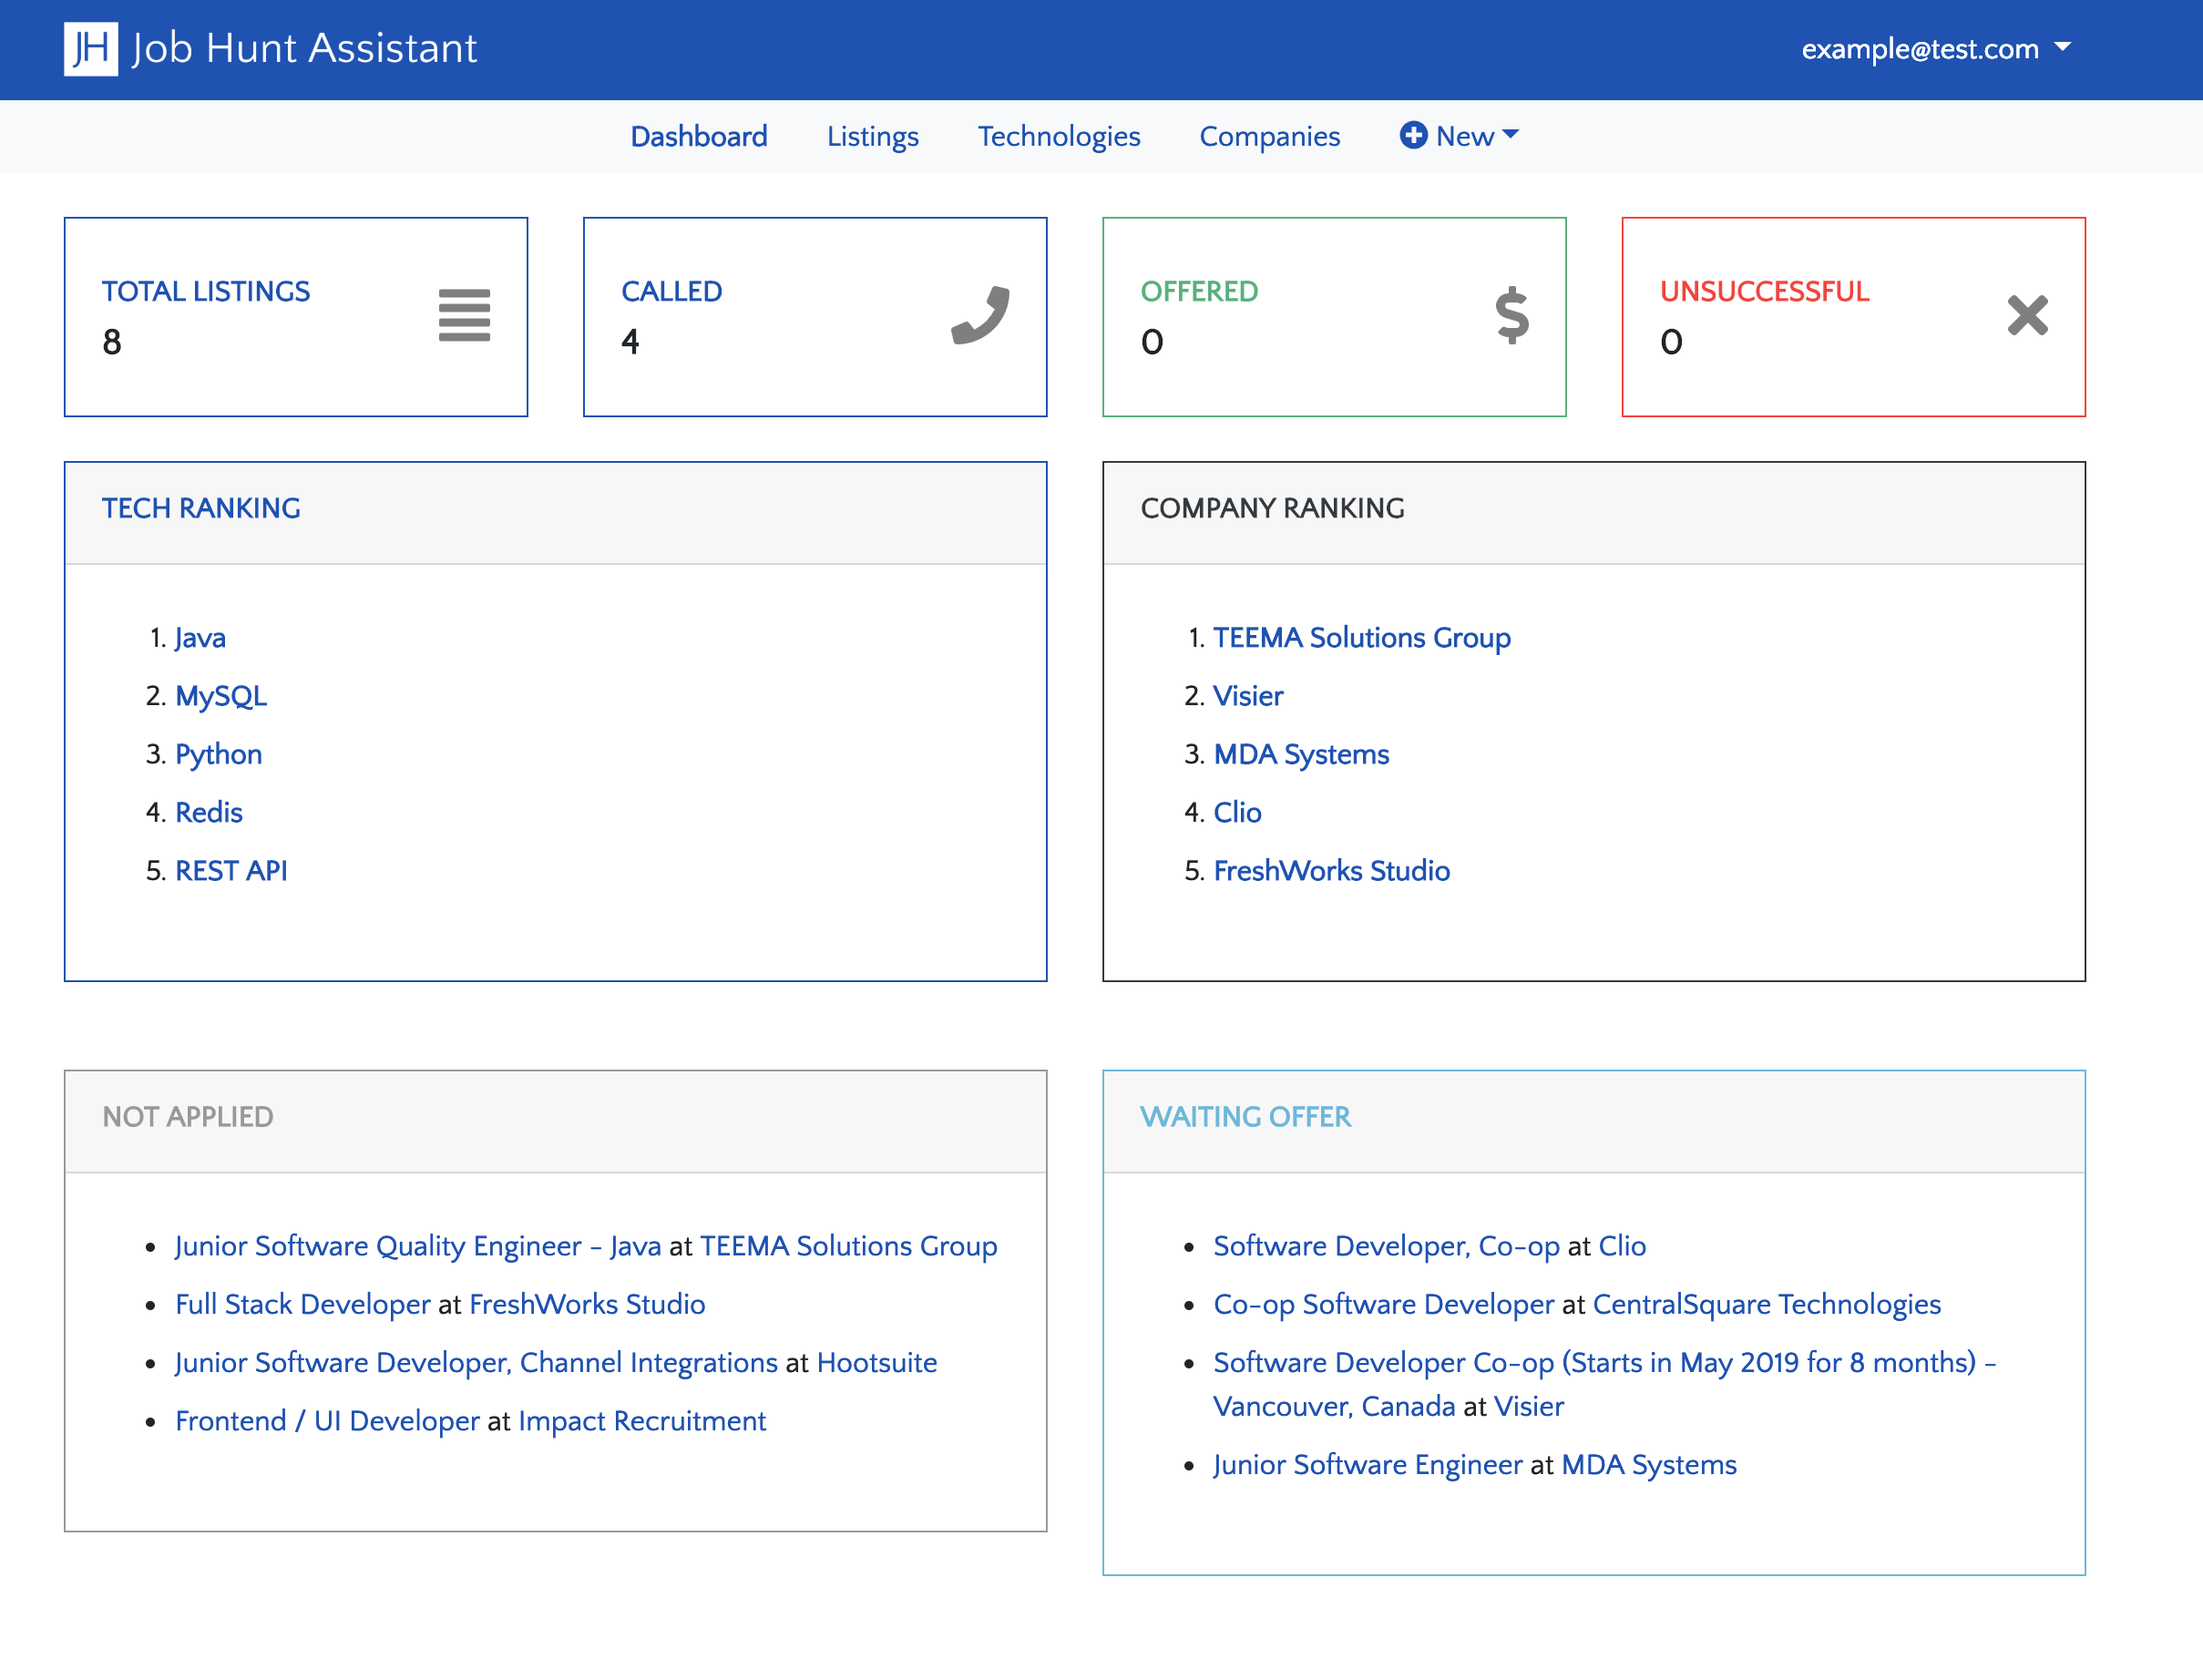 JH Job Hunt Assistant
example@test.com
Dashboard Listings Technologies Companies New
TOTAL LISTINGS
8
CALLED
4
OFFERED
0
UNSUCCESSFUL
0
TECH RANKING
1. Java
2. MySQL
3. Python
4. Redis
5. REST API
COMPANY RANKING
1. TEEMA Solutions Group
2. Visier
3. MDA Systems
4. Clio
5. FreshWorks Studio
NOT APPLIED
• Junior Software Quality Engineer - Java at TEEMA Solutions Group
• Full Stack Developer at FreshWorks Studio
• Junior Software Developer, Channel Integrations at Hootsuite
• Frontend / UI Developer at Impact Recruitment
WAITING OFFER
• Software Developer, Co-op at Clio
• Co-op Software Developer at CentralSquare Technologies
• Software Developer Co-op (Starts in May 2019 for 8 months) -
Vancouver, Canada at Visier
• Junior Software Engineer at MDA Systems